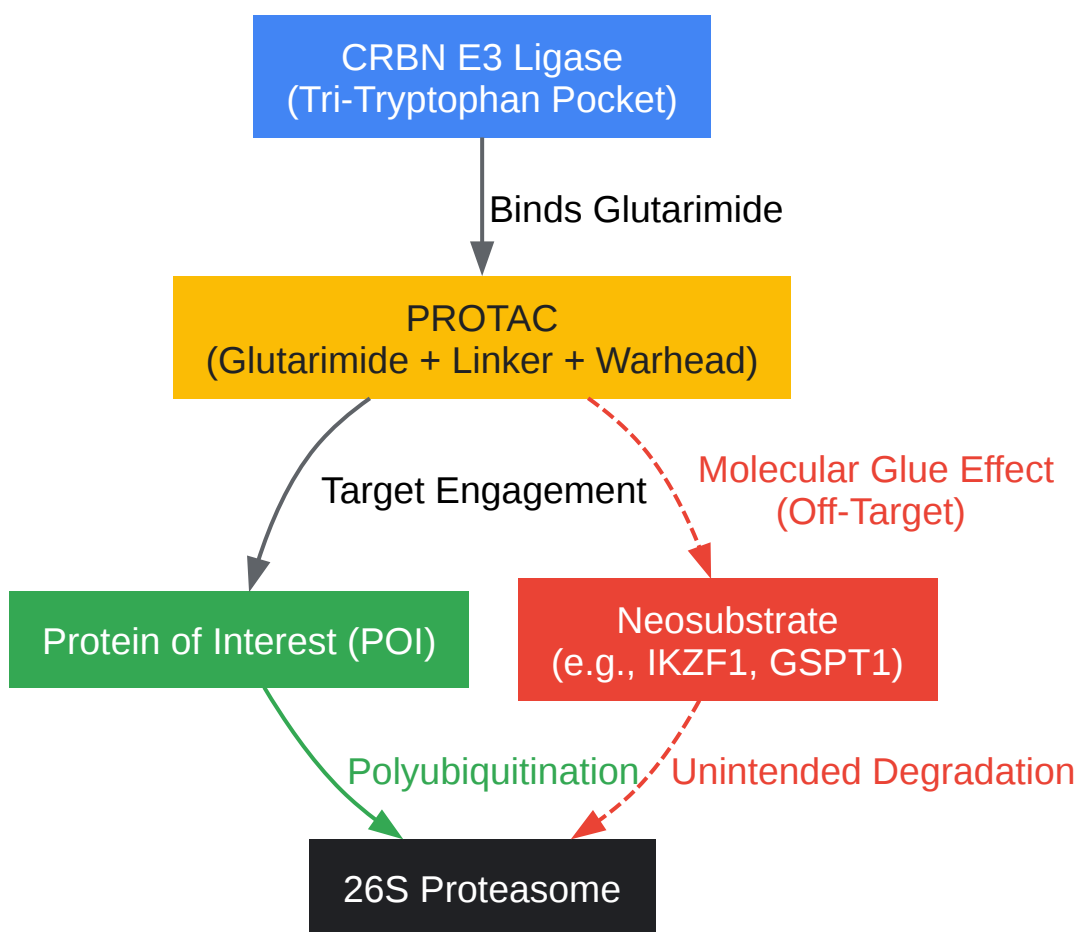 CRBN E3 Ligase
(Tri-Tryptophan Pocket)
Binds Glutarimide
PROTAC
(Glutarimide + Linker + Warhead)
Target Engagement
Molecular Glue Effect
(Off-Target)
Protein of Interest (POI)
Neosubstrate
(e.g., IKZF1, GSPT1)
Polyubiquitination
Unintended Degradation
26S Proteasome